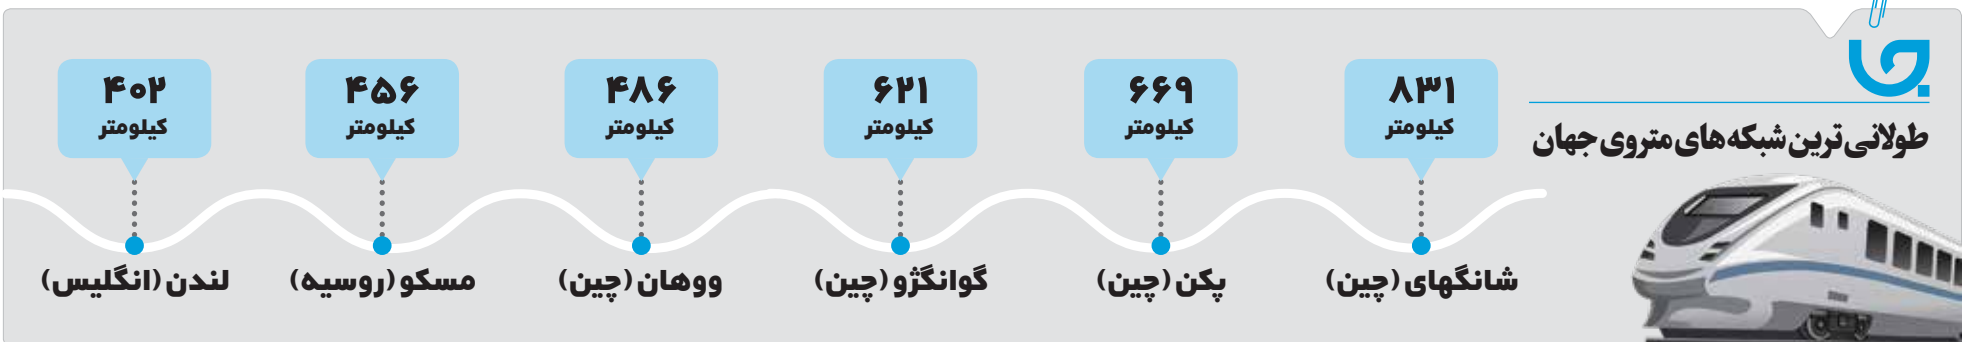 طولانی‌ترین شبکه‌های متروی جهان
۸۳۱
کیلومتر
شانگهای (چین)
۶۶۹
کیلومتر
پکن (چین)
۶۲۱
کیلومتر
گوانگژو (چین)
۴۸۶
کیلومتر
ووهان (چین)
۴۵۶
کیلومتر
مسکو (روسیه)
۴۰۲
کیلومتر
لندن (انگلیس)